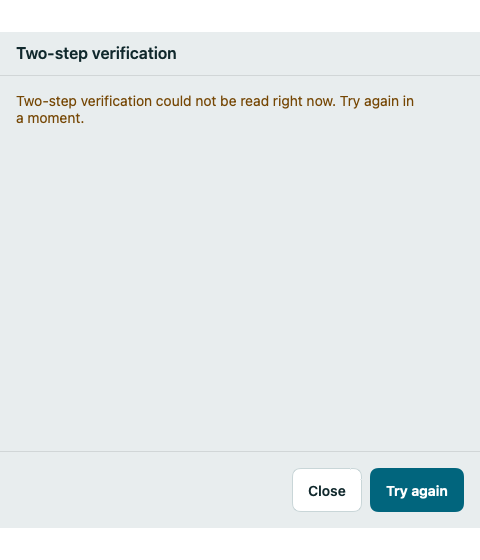 Two-step verification
Two-step verification could not be read right now. Try again in
a moment.
Close
Try again